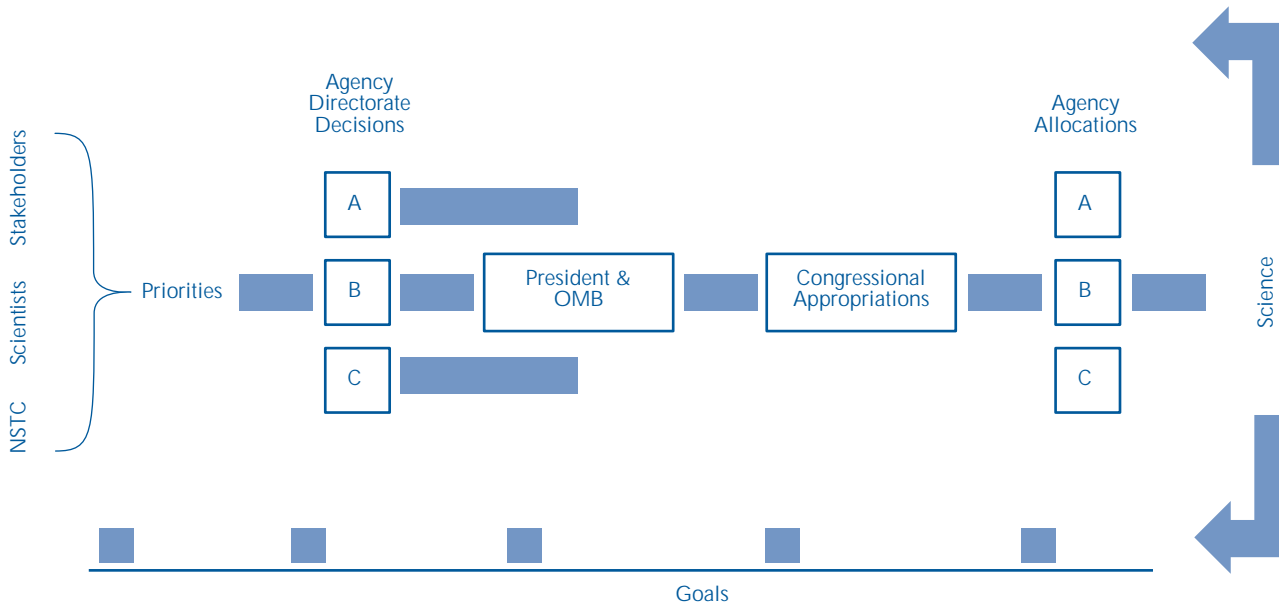 Stakeholders
Scientists
NSTC
Priorities
Agency
Directorate
Decisions
A
B
C
President &
OMB
Congressional
Appropriations
Agency
Allocations
A
B
C
Science
Goals